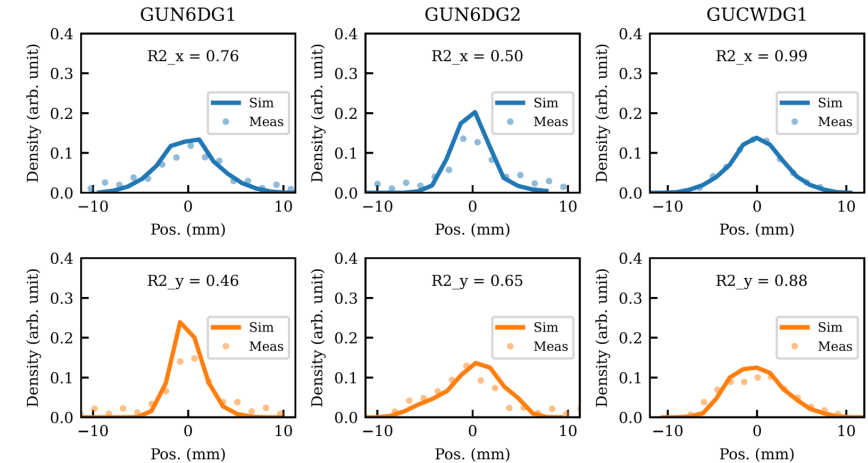 GUN6DG1 GUN6DG2 GUCWDG1
Density (arb. unit)
0.4
0.3
0.2
0.1
0.0
R2_x = 0.76
Sim
Meas
−10 0 10
Pos. (mm)
Density (arb. unit)
0.4
0.3
0.2
0.1
0.0
R2_x = 0.50
Sim
Meas
−10 0 10
Pos. (mm)
Density (arb. unit)
0.4
0.3
0.2
0.1
0.0
R2_x = 0.99
Sim
Meas
−10 0 10
Pos. (mm)
Density (arb. unit)
0.4
0.3
0.2
0.1
0.0
R2_y = 0.46
Sim
Meas
−10 0 10
Pos. (mm)
Density (arb. unit)
0.4
0.3
0.2
0.1
0.0
R2_y = 0.65
Sim
Meas
−10 0 10
Pos. (mm)
Density (arb. unit)
0.4
0.3
0.2
0.1
0.0
R2_y = 0.88
Sim
Meas
−10 0 10
Pos. (mm)